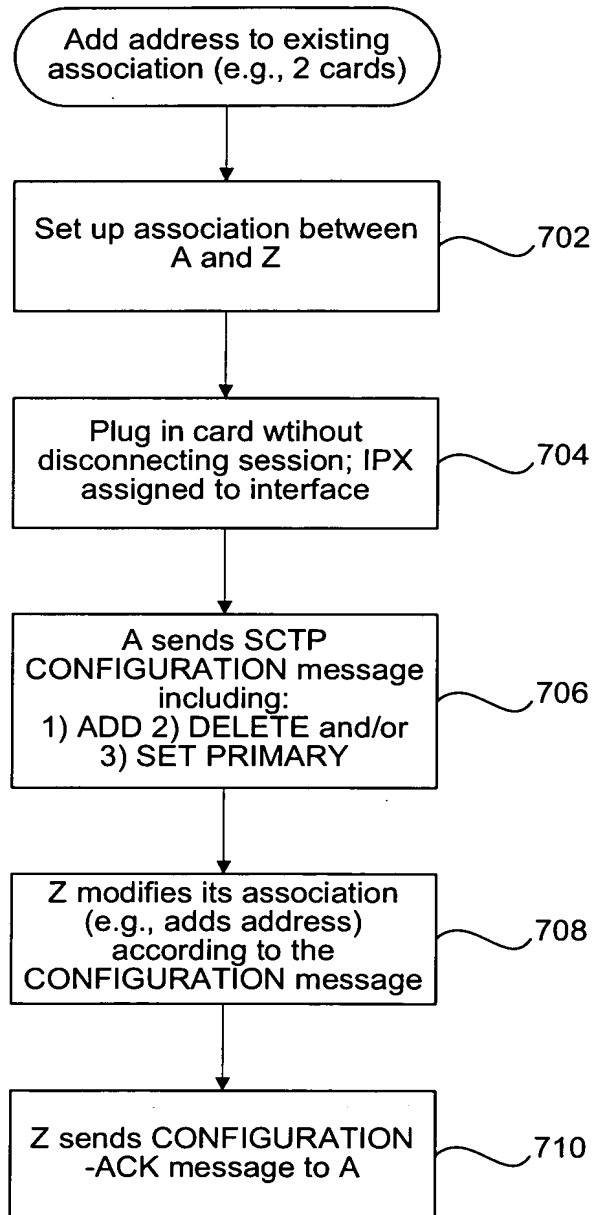 Add address to existing
association (e.g., 2 cards)
Set up association between
A and Z
702
Plug in card wtihout
disconnecting session; IPX
assigned to interface
704
A sends SCTP
CONFIGURATION message
including:
1) ADD 2) DELETE and/or
3) SET PRIMARY
706
Z modifies its association
(e.g., adds address)
according to the
CONFIGURATION message
708
Z sends CONFIGURATION
-ACK message to A
710